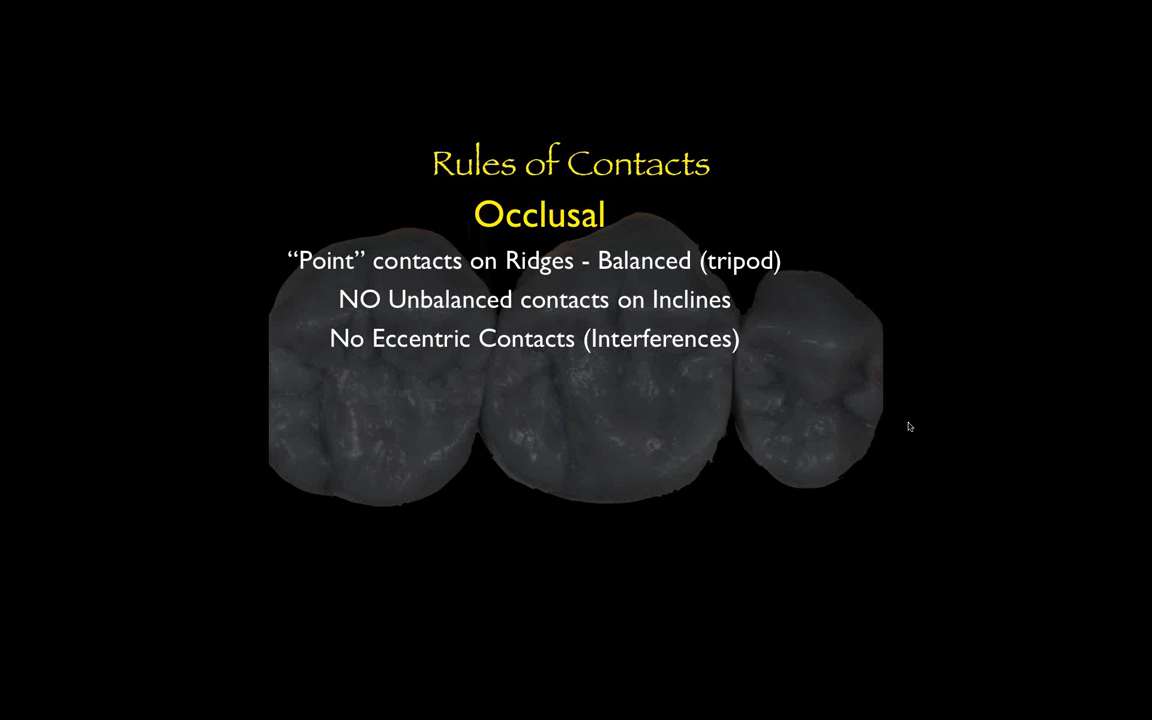 Rules of Contacts
Occlusal
“Point” contacts on Ridges - Balanced (tripod)
NO Unbalanced contacts on Inclines
No Eccentric Contacts (Interferences)